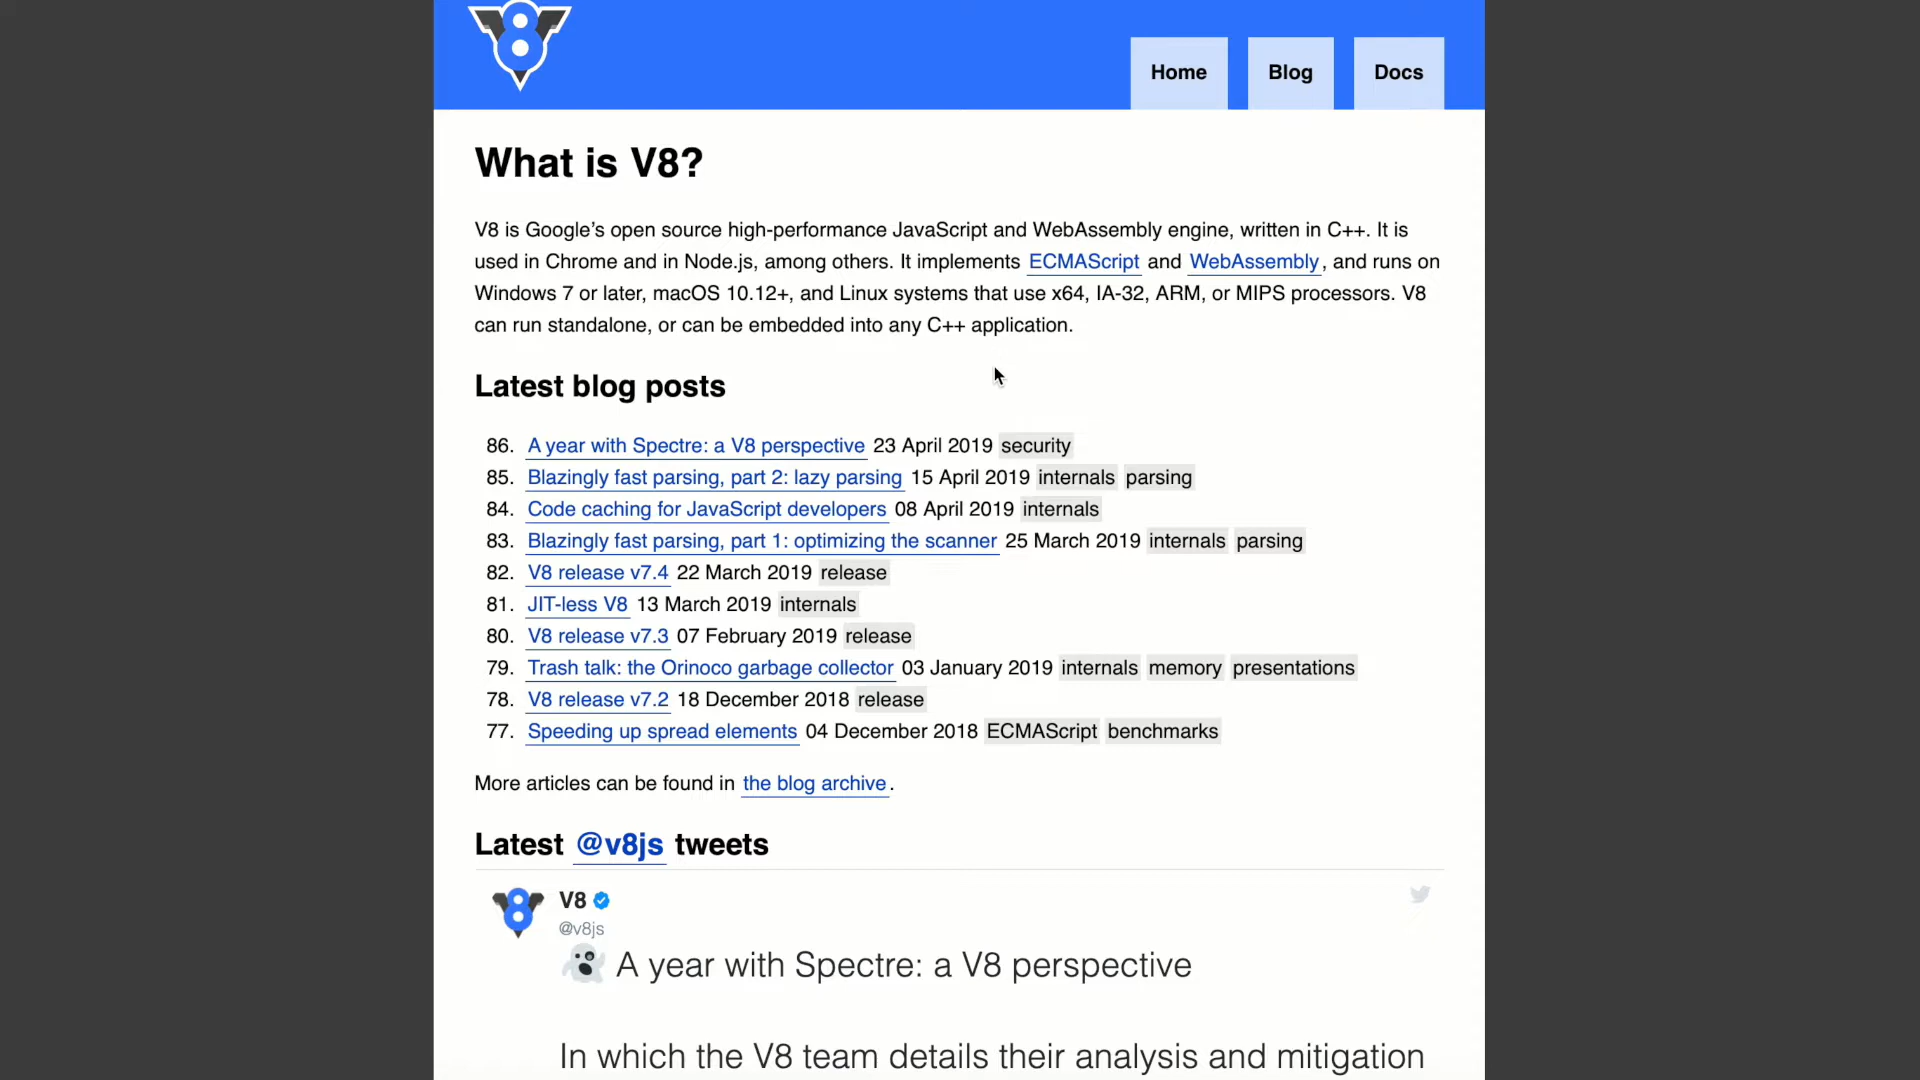 Home Blog Docs
What is V8?
V8 is Google’s open source high-performance JavaScript and WebAssembly engine, written in C++. It is
used in Chrome and in Node.js, among others. It implements ECMAScript and WebAssembly, and runs on
Windows 7 or later, macOS 10.12+, and Linux systems that use x64, IA-32, ARM, or MIPS processors. V8
can run standalone, or can be embedded into any C++ application.
Latest blog posts
86. A year with Spectre: a V8 perspective 23 April 2019 security
85. Blazingly fast parsing, part 2: lazy parsing 15 April 2019 internals parsing
84. Code caching for JavaScript developers 08 April 2019 internals
83. Blazingly fast parsing, part 1: optimizing the scanner 25 March 2019 internals parsing
82. V8 release v7.4 22 March 2019 release
81. JIT-less V8 13 March 2019 internals
80. V8 release v7.3 07 February 2019 release
79. Trash talk: the Orinoco garbage collector 03 January 2019 internals memory presentations
78. V8 release v7.2 18 December 2018 release
77. Speeding up spread elements 04 December 2018 ECMAScript benchmarks
More articles can be found in the blog archive.
Latest @v8js tweets
V8
@v8js
A year with Spectre: a V8 perspective
In which the V8 team details their analysis and mitigation